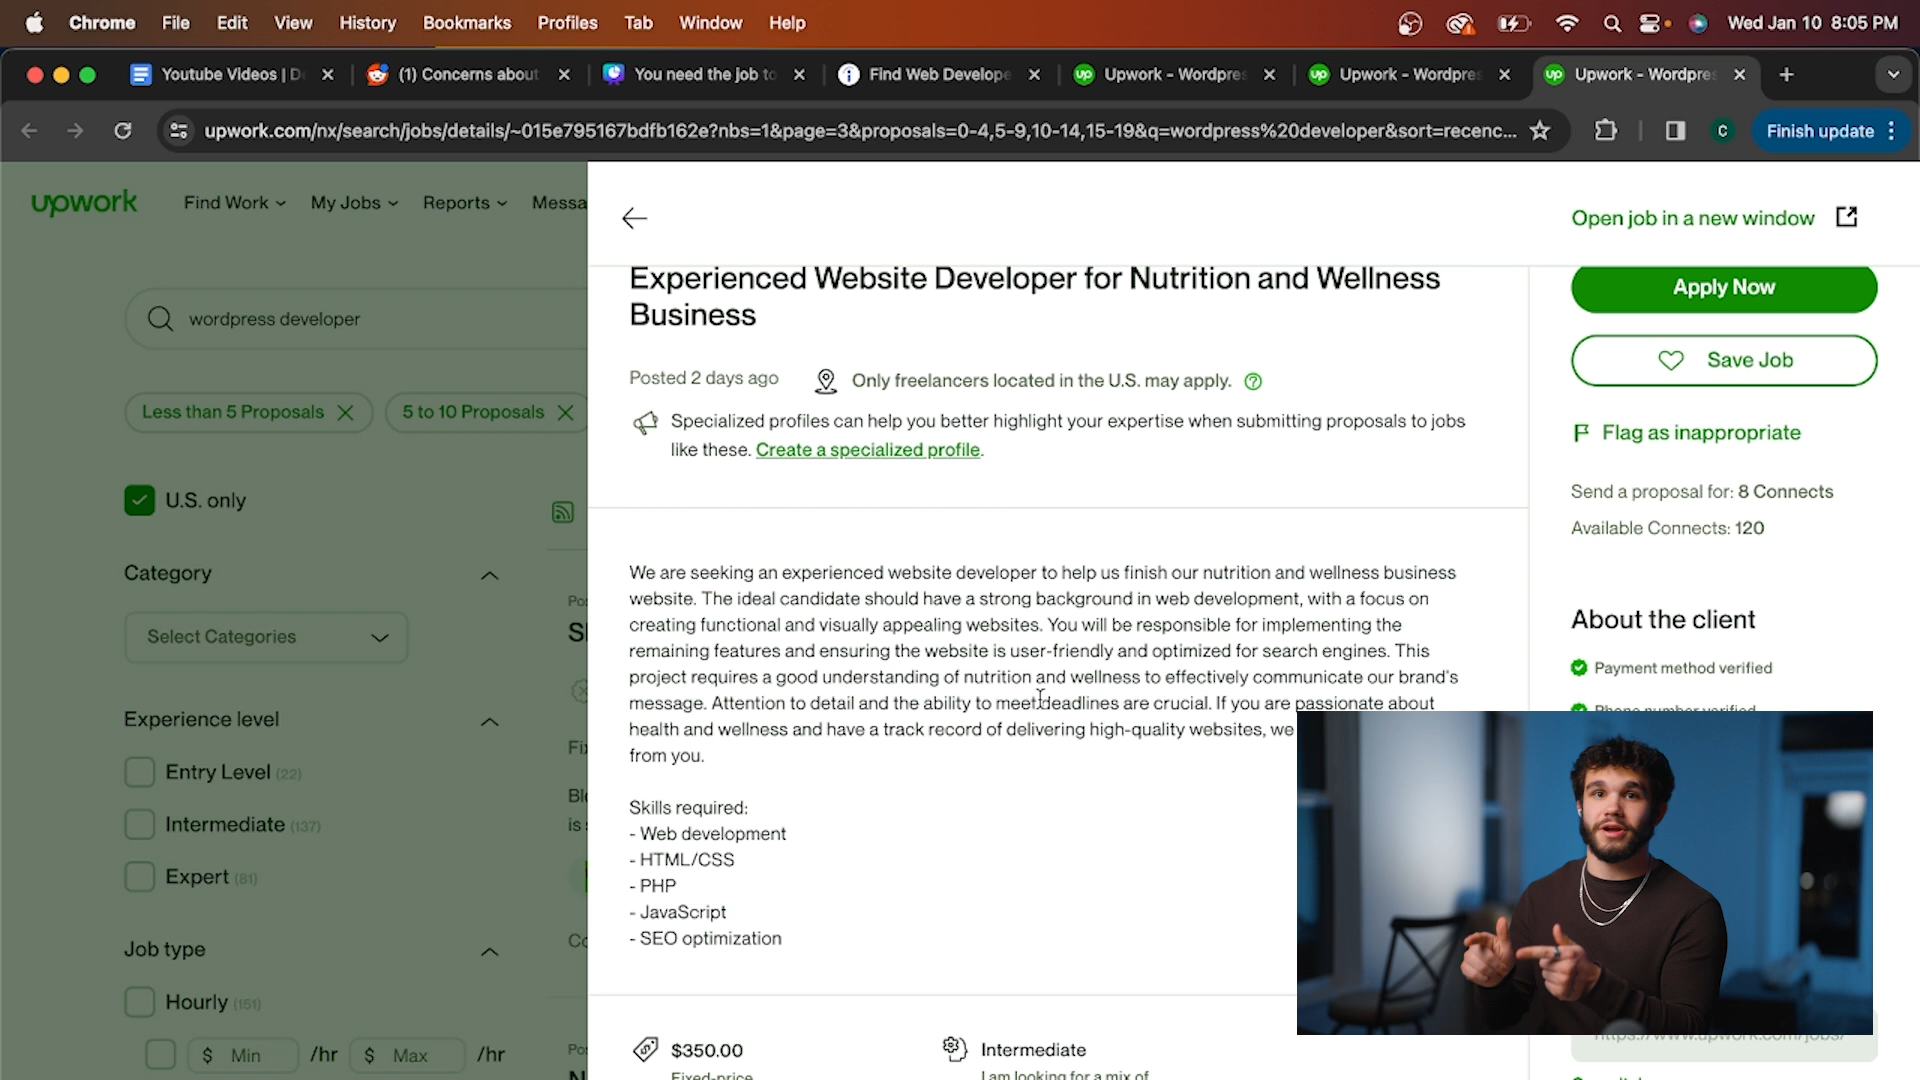 Chrome File Edit View History Bookmarks Profiles Tab Window Help Wed Jan 10 8:05 PM
Youtube Videos | D (1) Concerns about You need the job to Find Web Develope Upwork - Wordpres Upwork - Wordpres Upwork - Wordpres
upwork.com/nx/search/jobs/details/~015e795167bdfb162e?nbs=1&page=3&proposals=0-4,5-9,10-14,15-19&q=wordpress%20developer&sort=recenc... C Finish update
upwork Find Work My Jobs Reports Messa
wordpress developer
Less than 5 Proposals 5 to 10 Proposals
U.S. only
Category
Select Categories
Experience level
Entry Level (22)
Intermediate (137)
Expert (81)
Job type
Hourly (151)
$ Min /hr $ Max /hr
Open job in a new window
Experienced Website Developer for Nutrition and Wellness
Business
Posted 2 days ago Only freelancers located in the U.S. may apply.
Specialized profiles can help you better highlight your expertise when submitting proposals to jobs
like these. Create a specialized profile.
We are seeking an experienced website developer to help us finish our nutrition and wellness business
website. The ideal candidate should have a strong background in web development, with a focus on
creating functional and visually appealing websites. You will be responsible for implementing the
remaining features and ensuring the website is user-friendly and optimized for search engines. This
project requires a good understanding of nutrition and wellness to effectively communicate our brand's
message. Attention to detail and the ability to meet deadlines are crucial. If you are passionate about
health and wellness and have a track record of delivering high-quality websites, we
from you.
Skills required:
- Web development
- HTML/CSS
- PHP
- JavaScript
- SEO optimization
$350.00
Fixed-price
Intermediate
I am looking for a mix of
Apply Now
Save Job
Flag as inappropriate
Send a proposal for: 8 Connects
Available Connects: 120
About the client
Payment method verified
Phone number verified
https://www.upwork.com/jobs/